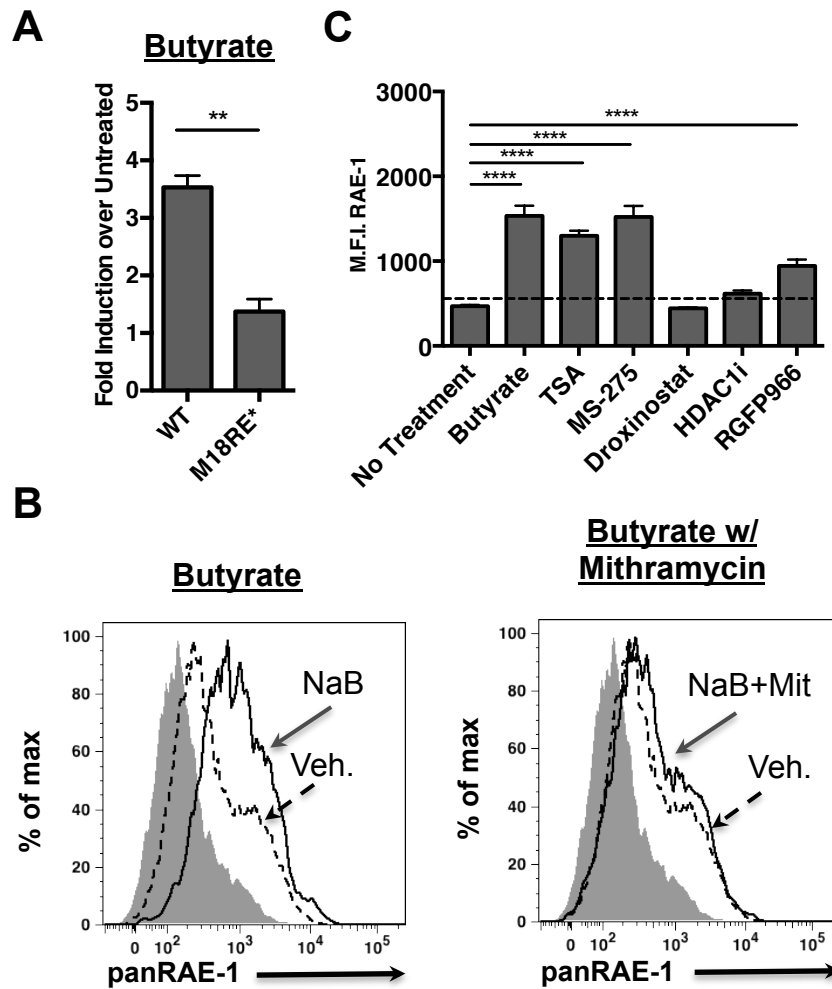 A
Butyrate
Fold Induction over Untreated
5
4
3
2
1
0
**
WT
M18RE*
C
M.F.I. RAE-1
3000
2000
1000
0
****
****
****
****
No Treatment
Butyrate
TSA
MS-275
Droxinostat
HDAC1i
RGFP966
B
Butyrate
% of max
100
80
60
40
20
0
NaB
Veh.
0 10² 10³ 10⁴ 10⁵
panRAE-1
Butyrate w/
Mithramycin
% of max
100
80
60
40
20
0
NaB+Mit
Veh.
0 10² 10³ 10⁴ 10⁵
panRAE-1